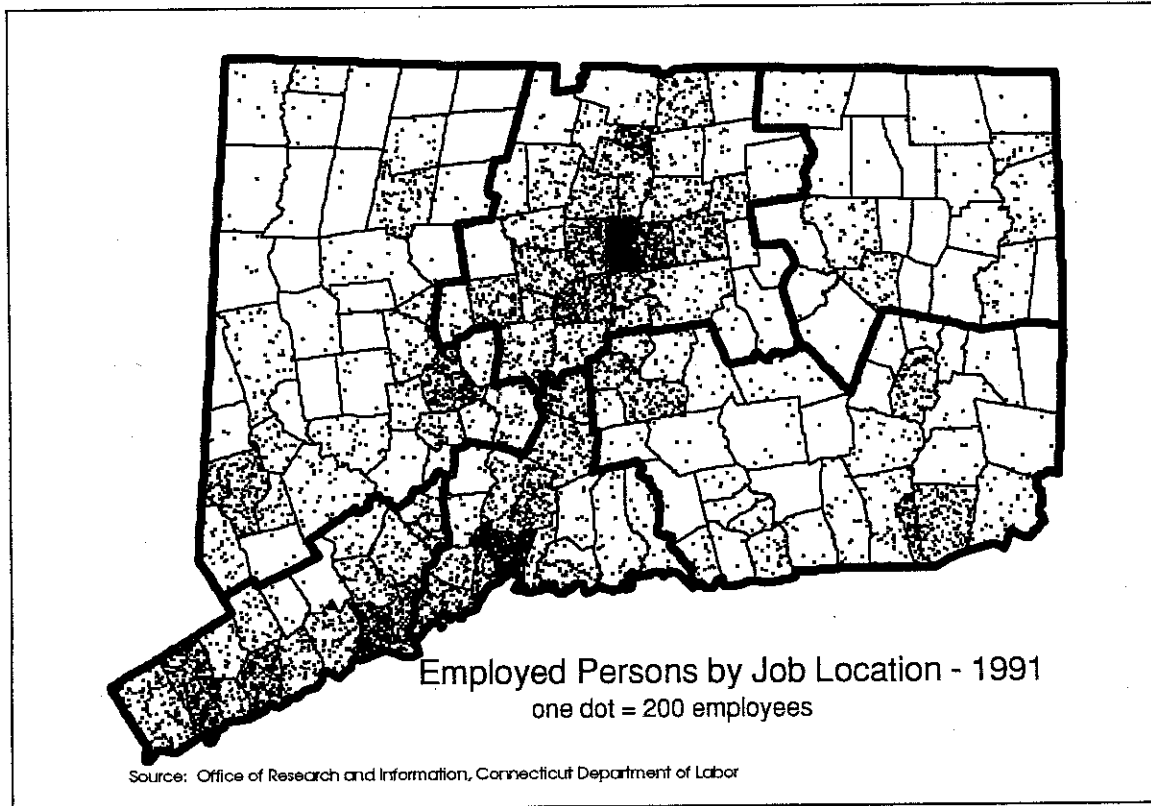 Employed Persons by Job Location - 1991
one dot = 200 employees
Source: Office of Research and Information, Connecticut Department of Labor